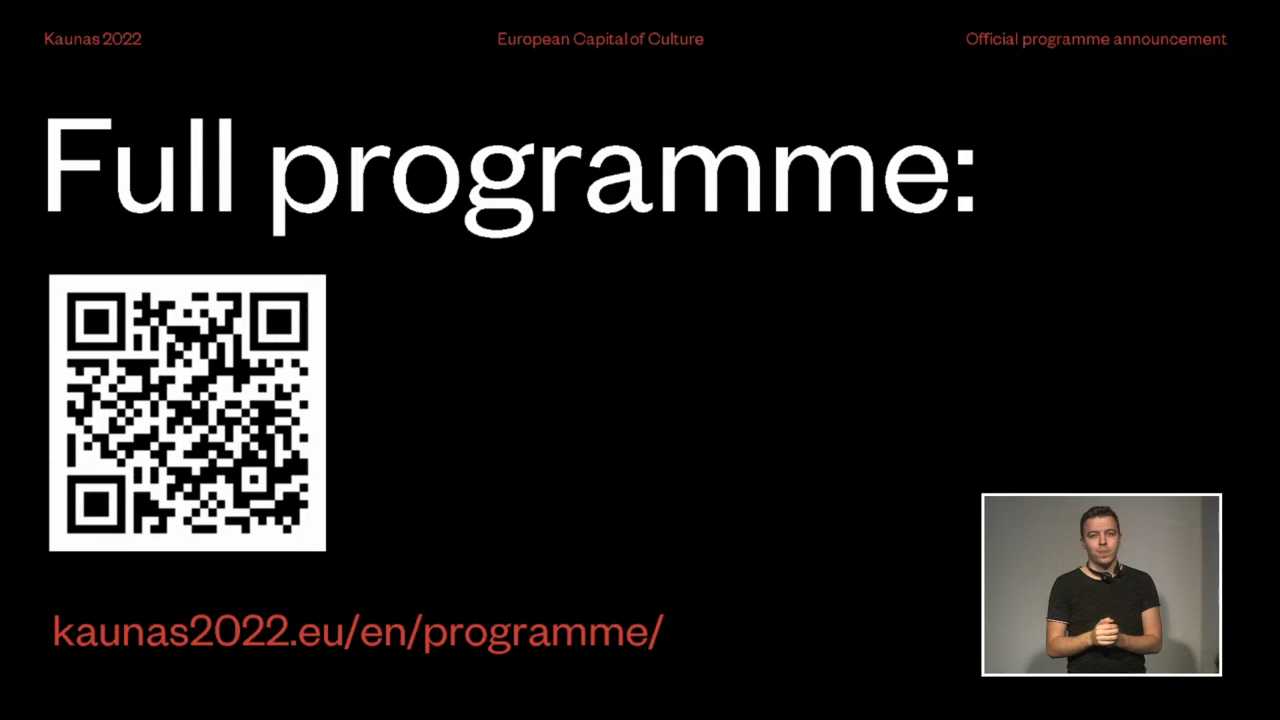 Kaunas 2022
European Capital of Culture
Official programme announcement
Full programme:
kaunas2022.eu/en/programme/